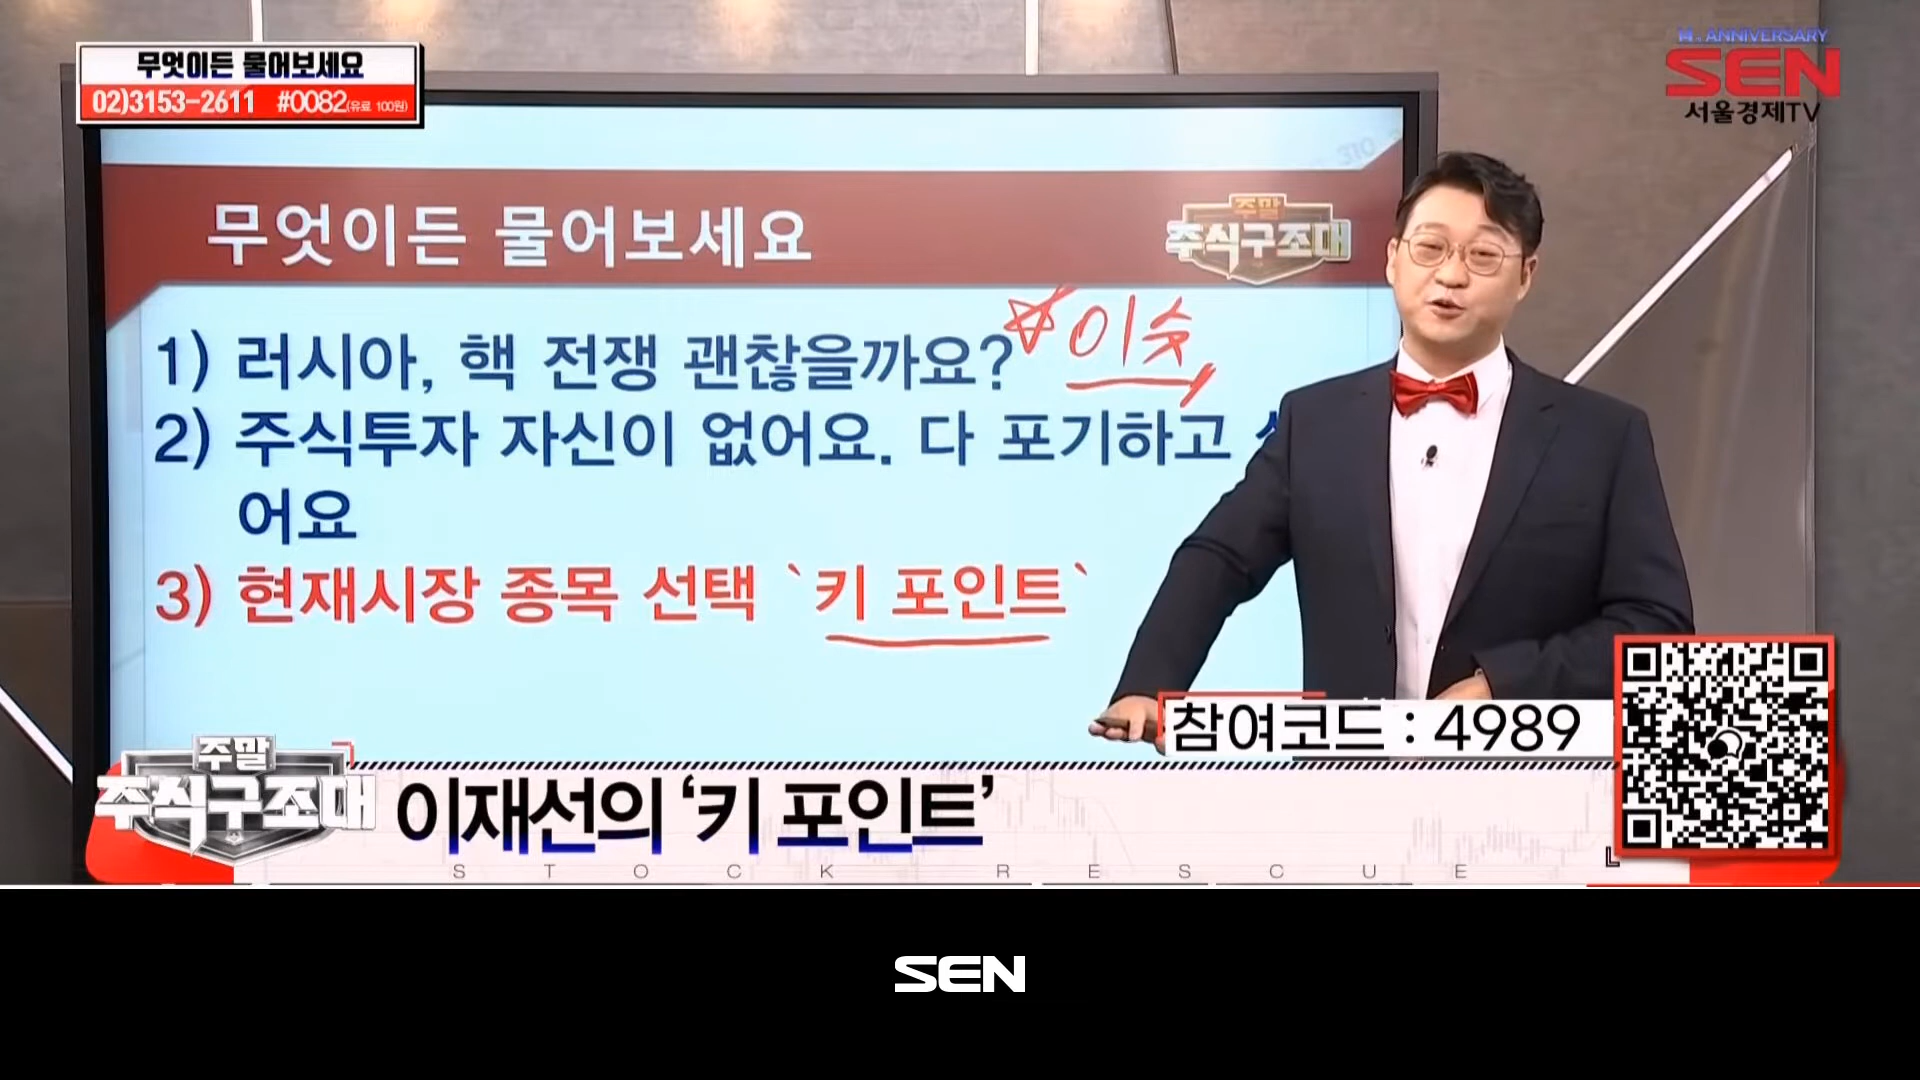 무엇이든 물어보세요
02)3153-2611 #0082(유료 100원)
14th ANNIVERSARY
SEN
서울경제TV
310
무엇이든 물어보세요
주말
주식구조대
1) 러시아, 핵 전쟁 괜찮을까요?
☆이슈
2) 주식투자 자신이 없어요. 다 포기하고
어요
3) 현재시장 종목 선택 `키 포인트`
참여코드 : 4989
주말
주식구조대
이재선의 ‘키 포인트’
STOCK RESCUE
SEN